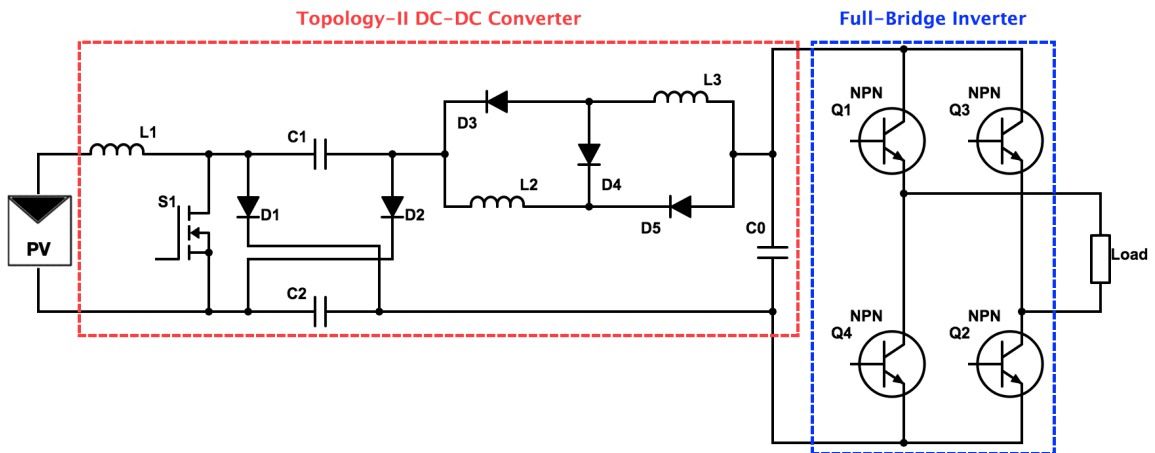 Topology-II DC-DC Converter
Full-Bridge Inverter
L1
C1
D3
L3
NPN
Q1
NPN
Q3
S1
D1
D2
L2
D4
D5
C0
PV
C2
Load
NPN
Q4
NPN
Q2